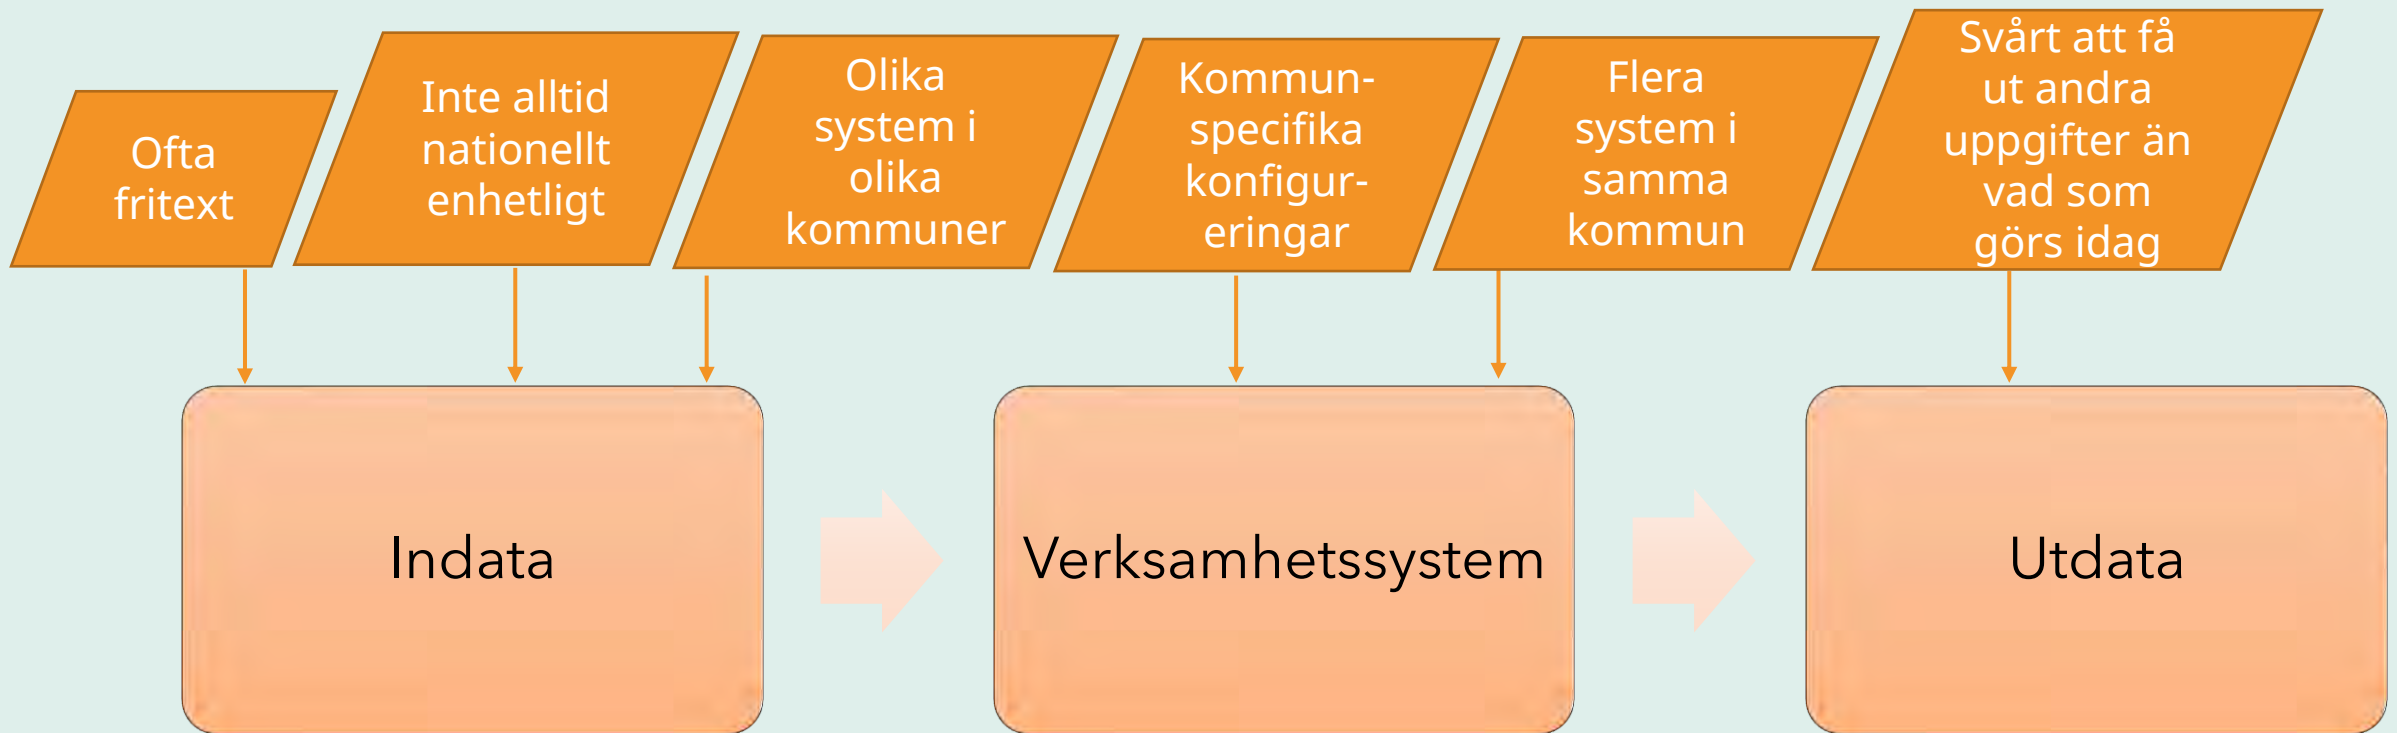 Ofta
fritext
Inte alltid
nationellt
enhetligt
Olika
system i
olika
kommuner
Kommun-
specifika
konfigur-
eringar
Flera
system i
samma
kommun
Svårt att få
ut andra
uppgifter än
vad som
görs idag
Indata
Verksamhetssystem
Utdata